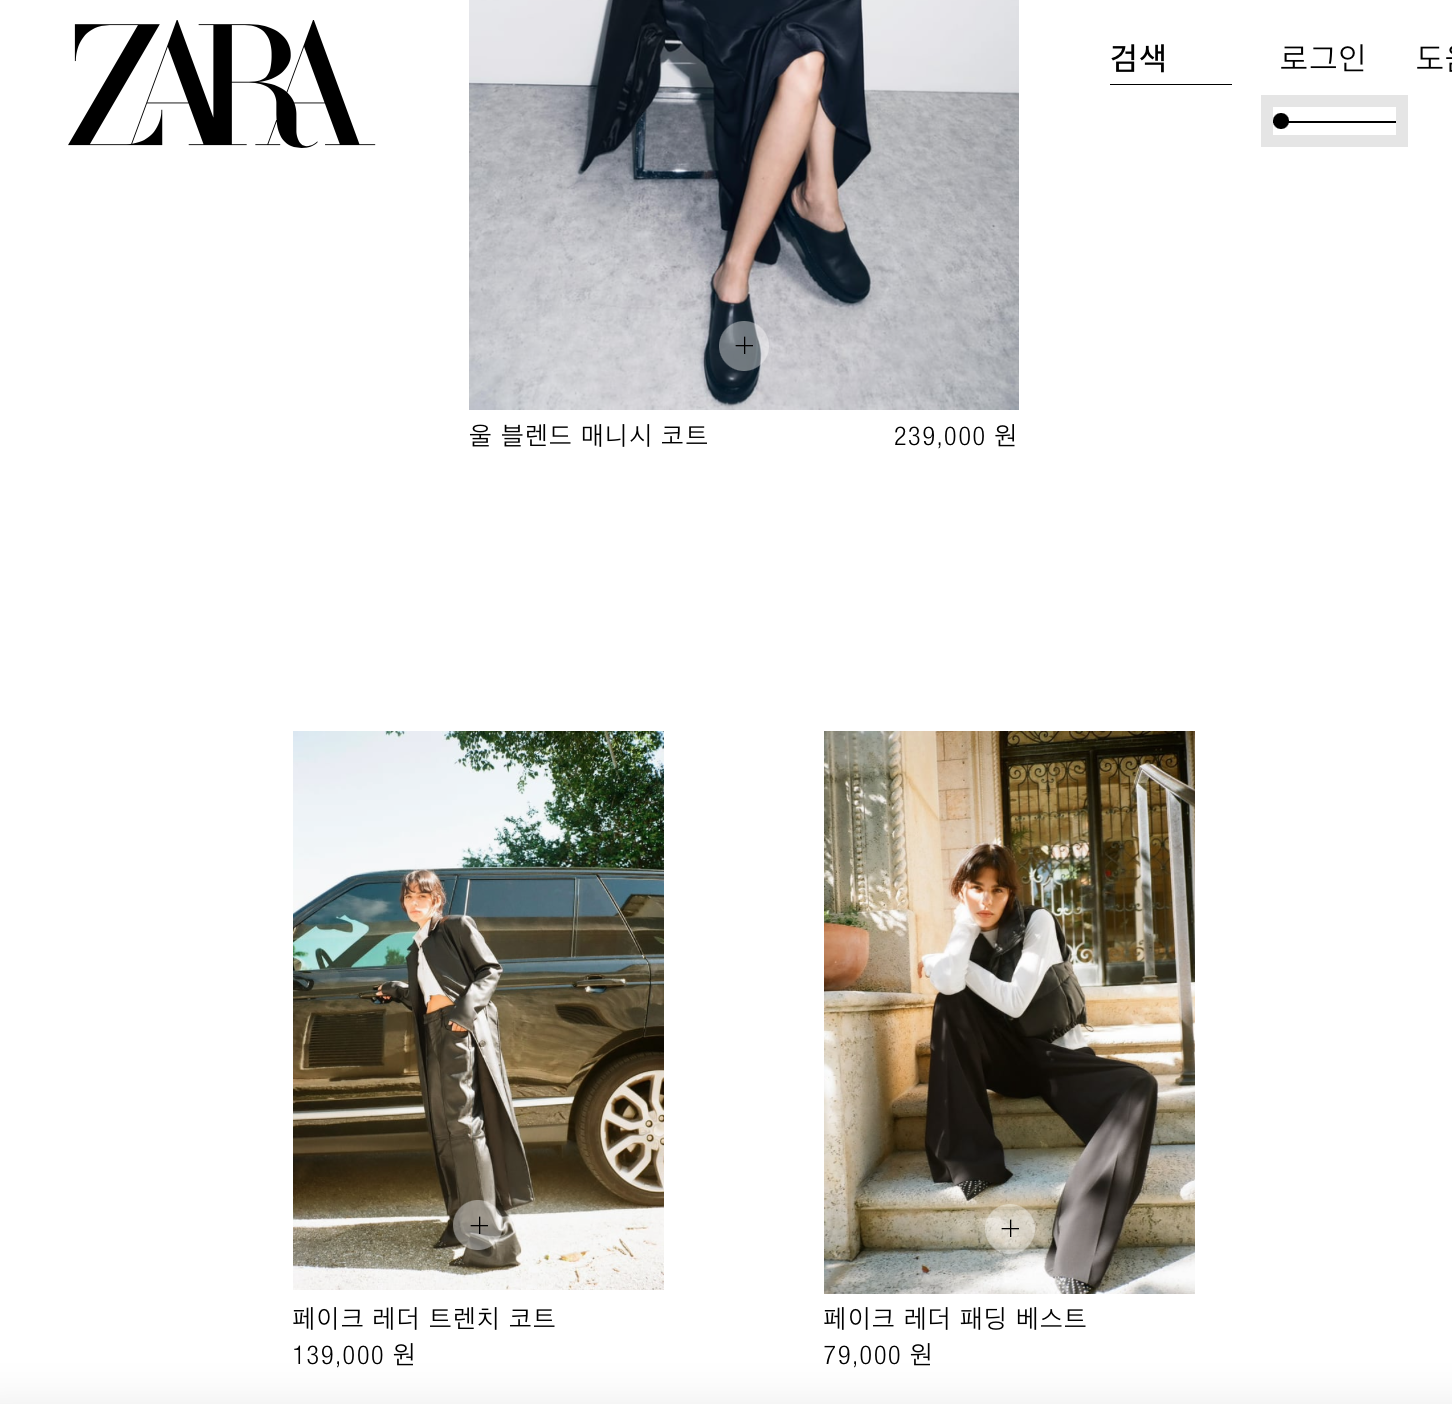 ZARA
검색
로그인
울 블렌드 매니시 코트
239,000 원
페이크 레더 트렌치 코트
139,000 원
페이크 레더 패딩 베스트
79,000 원